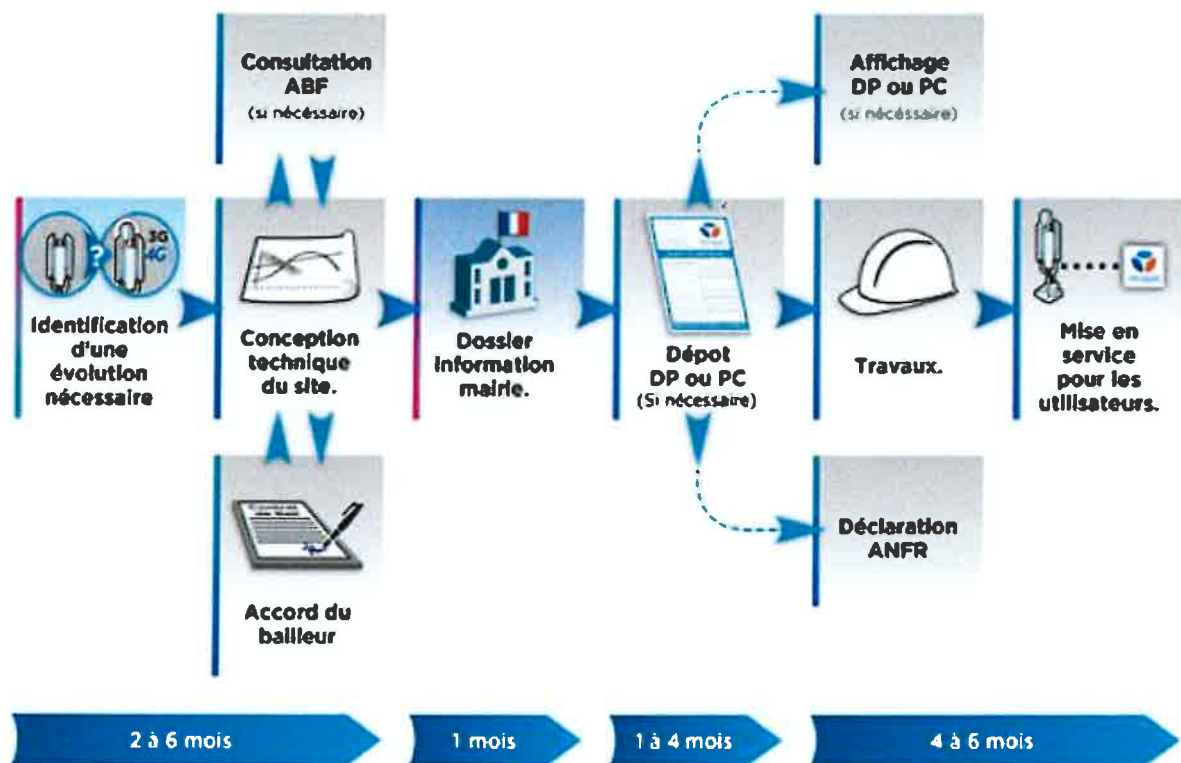 Consultation
ABF
(si nécéssaire)
Affichage
DP ou PC
(si nécéssaire)
3G
4G
?
Identification
d'une
évolution
nécessaire
Conception
technique
du site.
Dossier
Information
mairie.
Dépot
DP ou PC
(Si nécessaire)
Travaux.
Mise en
service
pour les
utilisateurs.
Accord du
bailleur
Déclaration
ANFR
2 à 6 mois
1 mois
1 à 4 mois
4 à 6 mois